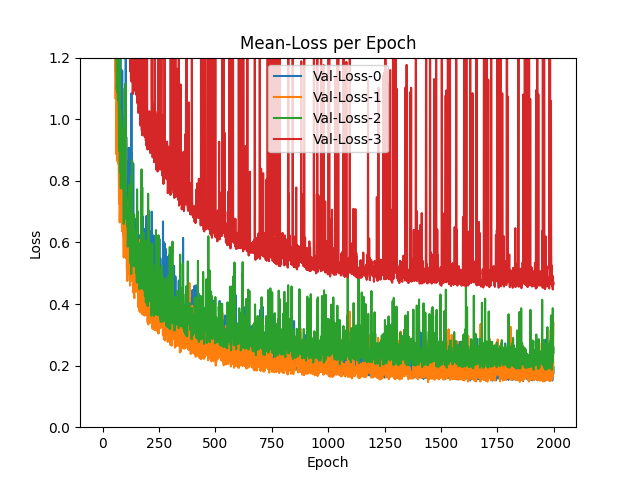 Mean-Loss per Epoch
1.2
1.0
0.8
0.6
0.4
0.2
0.0
Loss
Val-Loss-0
Val-Loss-1
Val-Loss-2
Val-Loss-3
0 250 500 750 1000 1250 1500 1750 2000
Epoch